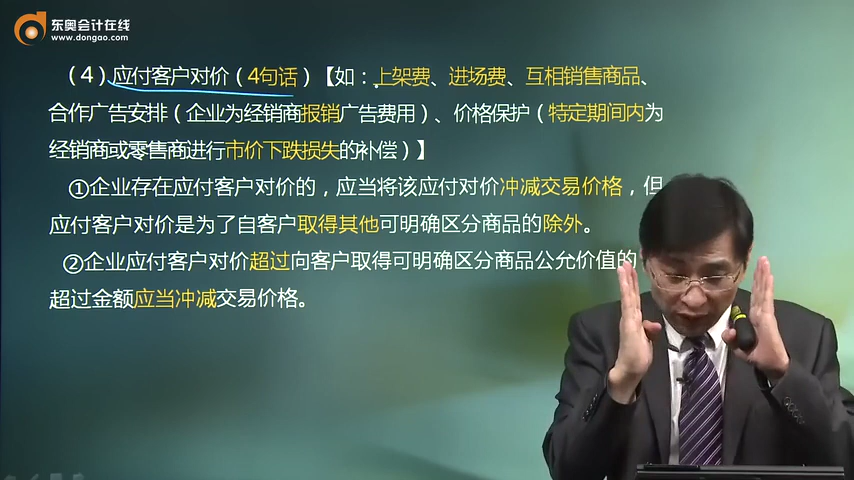 东奥会计在线
www.dongao.com
（4）应付客户对价（4句话）【如：上架费、进场费、互相销售商品、
合作广告安排（企业为经销商报销广告费用）、价格保护（特定期间内为
经销商或零售商进行市价下跌损失的补偿）】
①企业存在应付客户对价的，应当将该应付对价冲减交易价格，但
应付客户对价是为了自客户取得其他可明确区分商品的除外。
②企业应付客户对价超过向客户取得可明确区分商品公允价值的，
超过金额应当冲减交易价格。